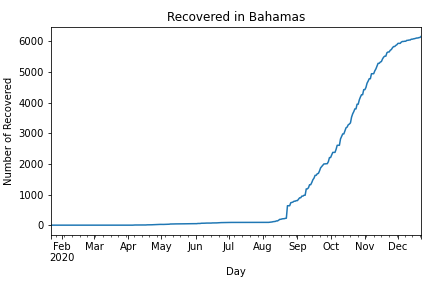 Recovered in Bahamas
Number of Recovered
6000
5000
4000
3000
2000
1000
0
Feb Mar Apr May Jun Jul Aug Sep Oct Nov Dec
2020
Day